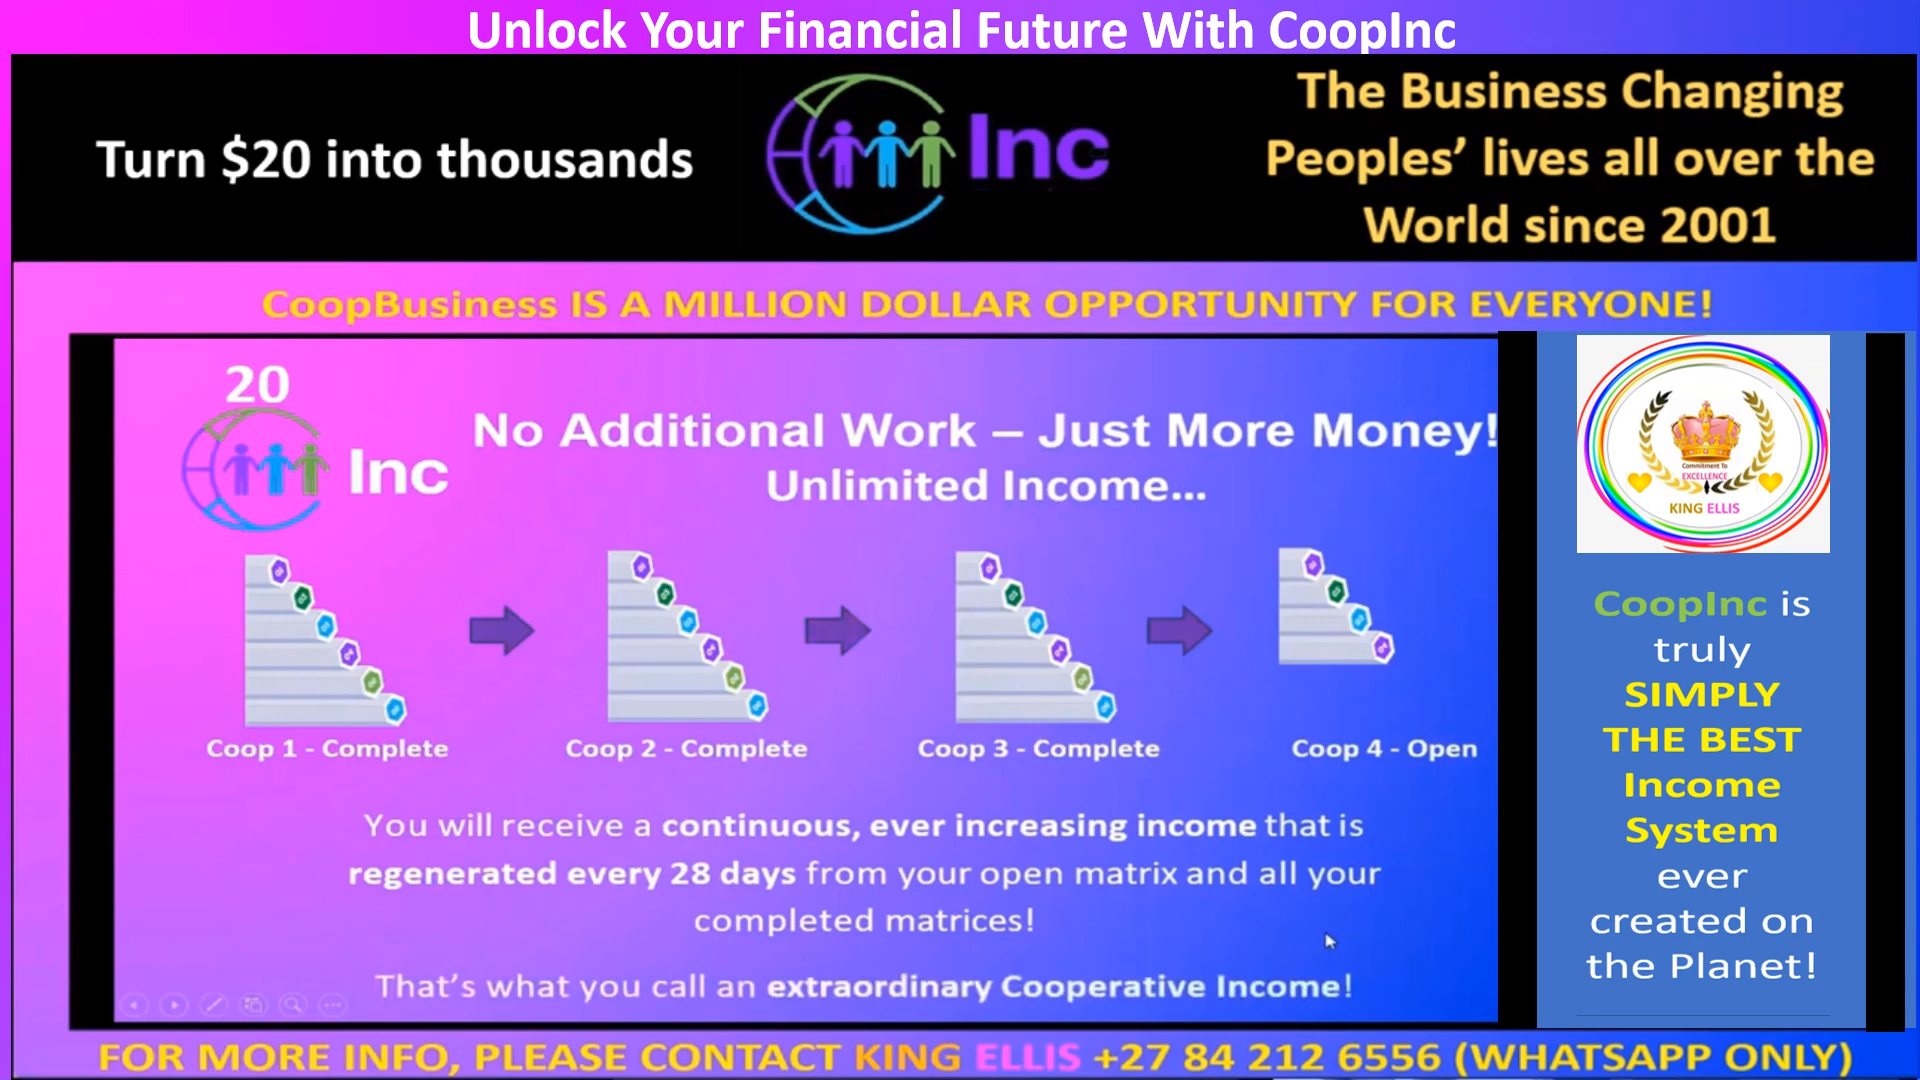 Unlock Your Financial Future With CoopInc
Turn $20 into thousands
Inc
The Business Changing
Peoples’ lives all over the
World since 2001
CoopBusiness IS A MILLION DOLLAR OPPORTUNITY FOR EVERYONE!
20
Inc
No Additional Work – Just More Money!
Unlimited Income...
Coop 1 - Complete
Coop 2 - Complete
Coop 3 - Complete
Coop 4 - Open
You will receive a continuous, ever increasing income that is
regenerated every 28 days from your open matrix and all your
completed matrices!
That’s what you call an extraordinary Cooperative Income!
Commitment To
EXCELLENCE
KING ELLIS
CoopInc is
truly
SIMPLY
THE BEST
Income
System
ever
created on
the Planet!
FOR MORE INFO, PLEASE CONTACT KING ELLIS +27 84 212 6556 (WHATSAPP ONLY)